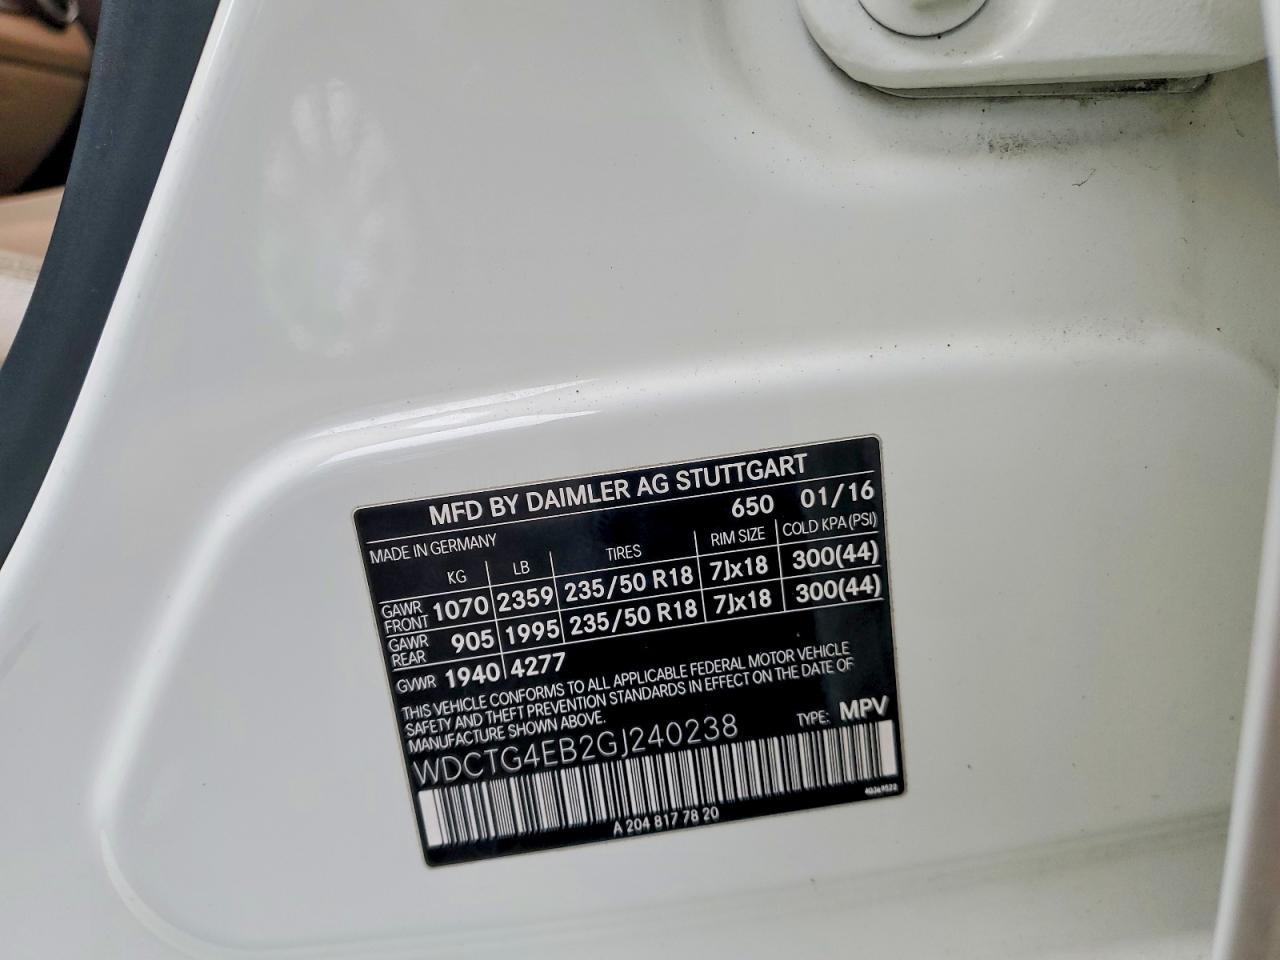 MFD BY DAIMLER AG STUTTGART
650 01/16
MADE IN GERMANY
KG LB TIRES RIM SIZE COLD KPA (PSI)
GAWR FRONT 1070 2359 235/50 R18 7Jx18 300(44)
GAWR REAR 905 1995 235/50 R18 7Jx18 300(44)
GVWR 1940 4277
THIS VEHICLE CONFORMS TO ALL APPLICABLE FEDERAL MOTOR VEHICLE
SAFETY AND THEFT PREVENTION STANDARDS IN EFFECT ON THE DATE OF
MANUFACTURE SHOWN ABOVE.
TYPE: MPV
WDCTG4EB2GJ240238
A 204 817 78 20